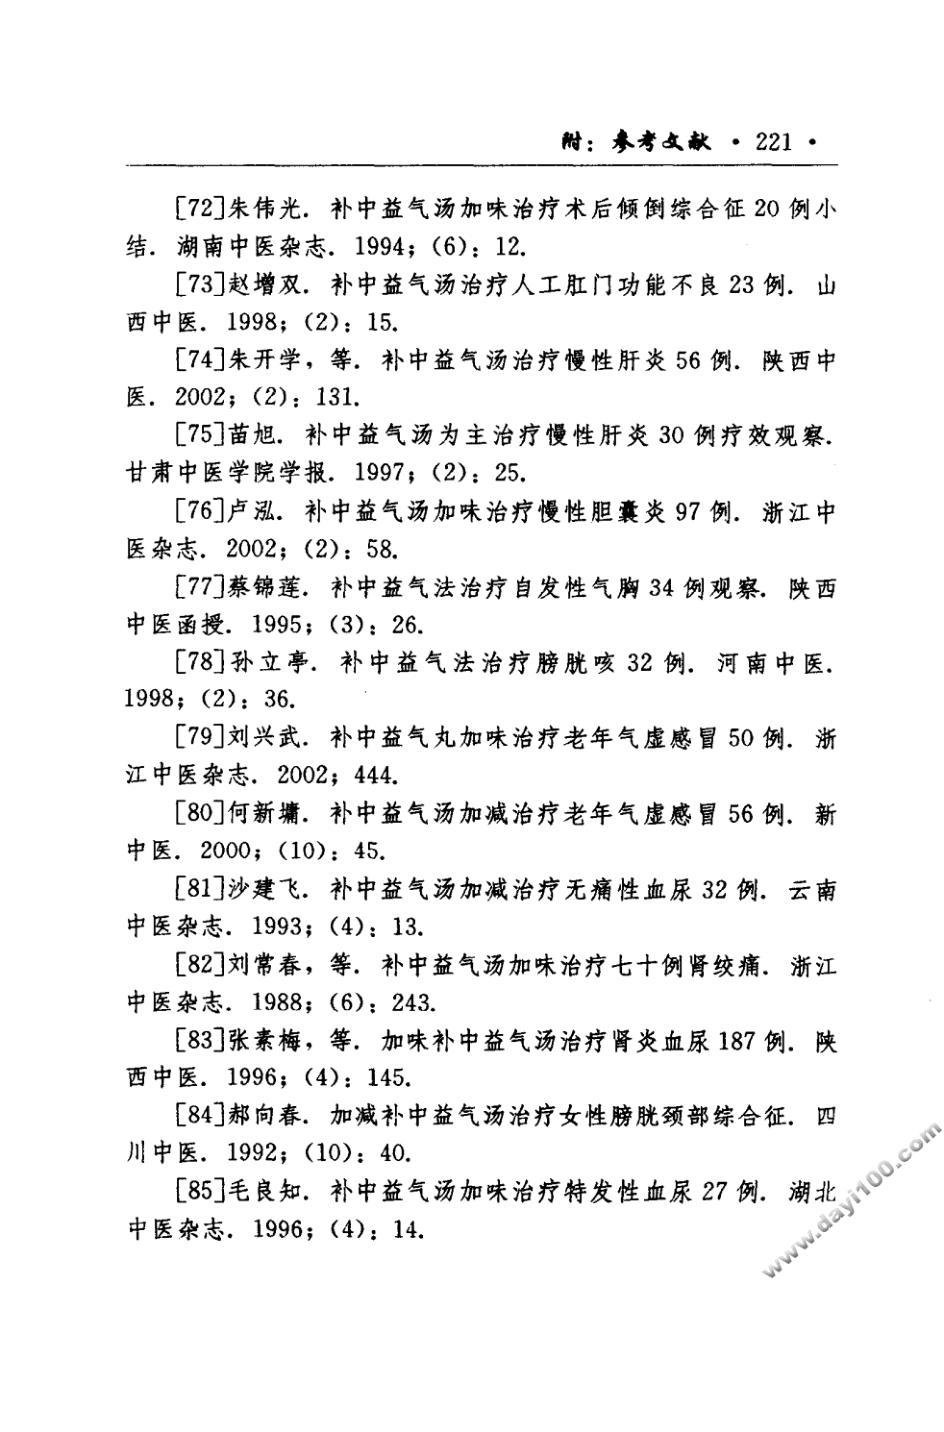 附：参考文献 · 221 ·
[72]朱伟光．补中益气汤加味治疗术后倾倒综合征 20 例小
结．湖南中医杂志．1994；(6)：12.
[73]赵增双．补中益气汤治疗人工肛门功能不良 23 例．山
西中医．1998；(2)：15.
[74]朱开学，等．补中益气汤治疗慢性肝炎 56 例．陕西中
医．2002；(2)：131.
[75]苗旭．补中益气汤为主治疗慢性肝炎 30 例疗效观察．
甘肃中医学院学报．1997；(2)：25.
[76]卢泓．补中益气汤加味治疗慢性胆囊炎 97 例．浙江中
医杂志．2002；(2)：58.
[77]蔡锦莲．补中益气法治疗自发性气胸 34 例观察．陕西
中医函授．1995；(3)：26.
[78]孙立亭．补中益气法治疗膀胱咳 32 例．河南中医．
1998；(2)：36.
[79]刘兴武．补中益气丸加味治疗老年气虚感冒 50 例．浙
江中医杂志．2002；444.
[80]何新墉．补中益气汤加减治疗老年气虚感冒 56 例．新
中医．2000；(10)：45.
[81]沙建飞．补中益气汤加减治疗无痛性血尿 32 例．云南
中医杂志．1993；(4)：13.
[82]刘常春，等．补中益气汤加味治疗七十例肾绞痛．浙江
中医杂志．1988；(6)：243.
[83]张素梅，等．加味补中益气汤治疗肾炎血尿 187 例．陕
西中医．1996；(4)：145.
[84]郝向春．加减补中益气汤治疗女性膀胱颈部综合征．四
川中医．1992；(10)：40.
[85]毛良知．补中益气汤加味治疗特发性血尿 27 例．湖北
中医杂志．1996；(4)：14.
www.dayi100.com